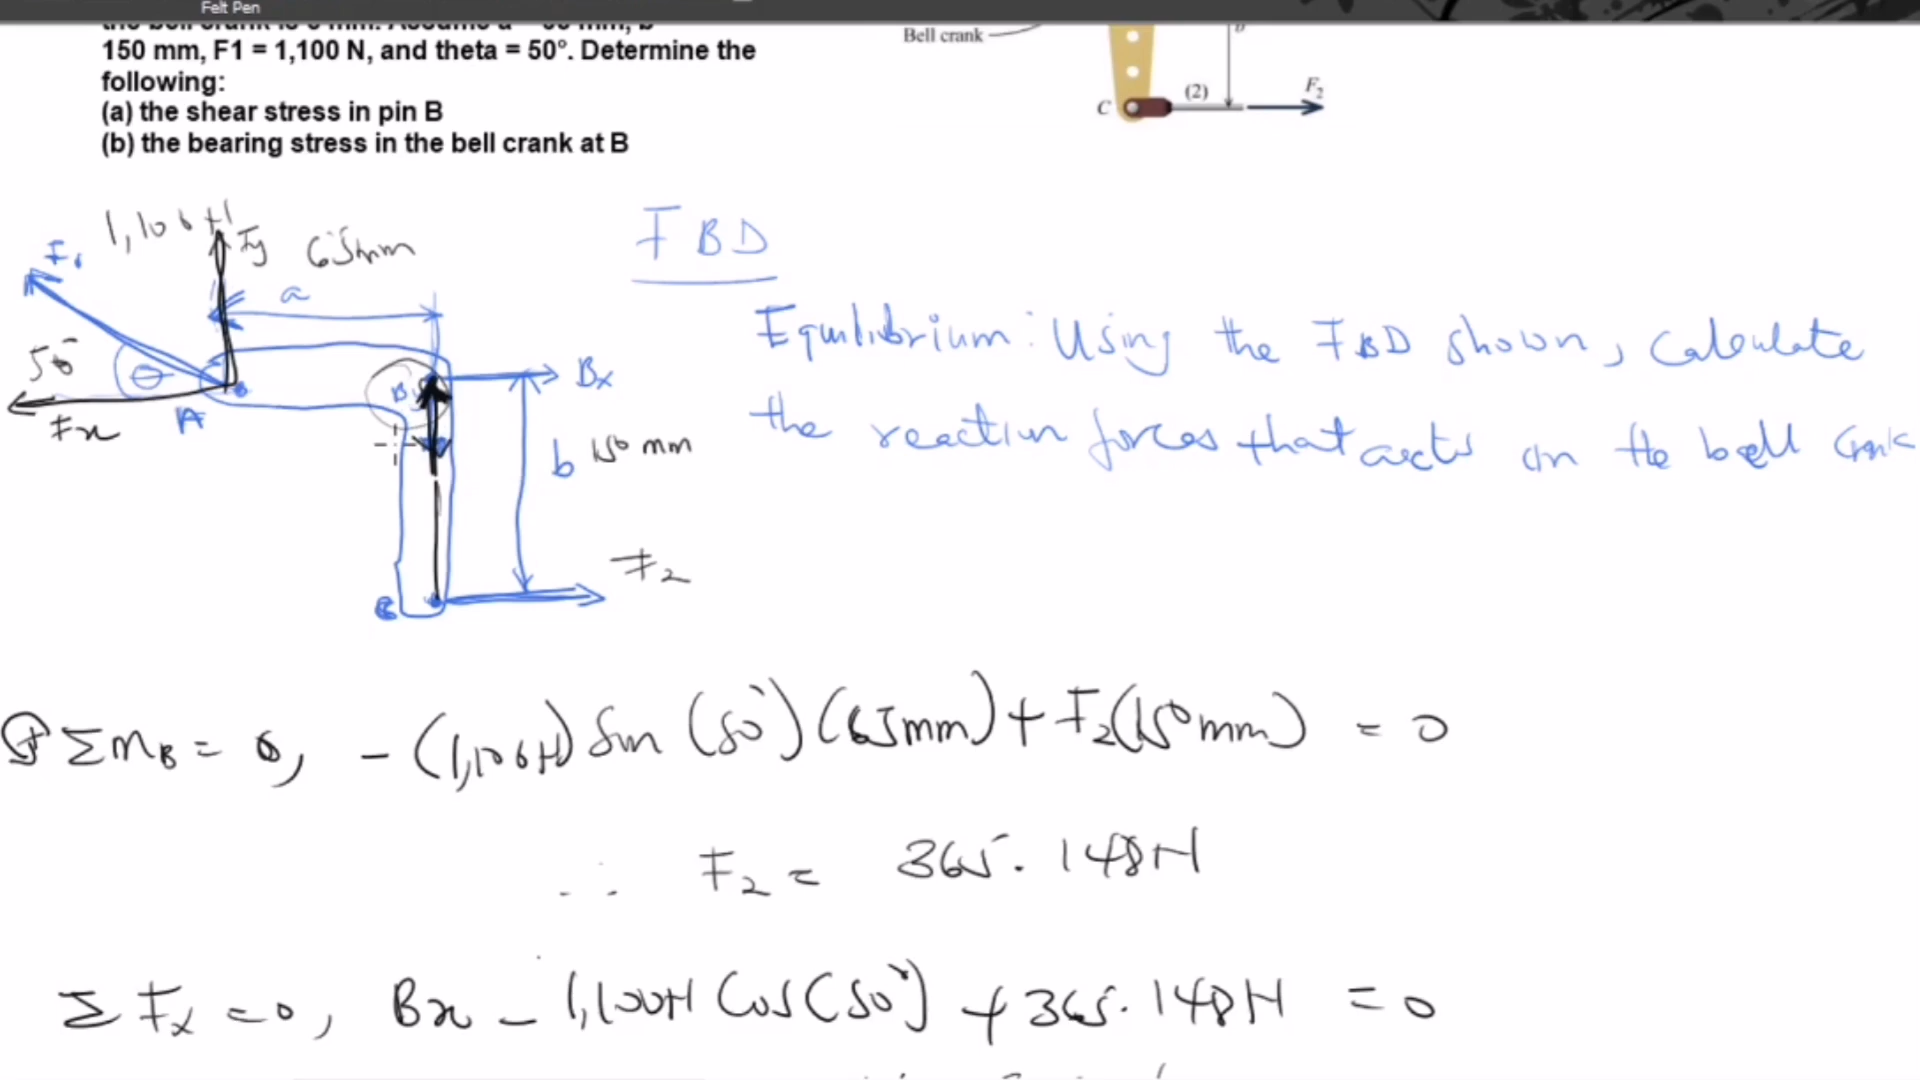 Felt Pen
150 mm, F1 = 1,100 N, and theta = 50°. Determine the
following:
(a) the shear stress in pin B
(b) the bearing stress in the bell crank at B
Bell crank
C
(2)
F2
F1
Fy
65mm
a
50°
θ
Fx
A
By
Bx
b 150 mm
F2
C
FBD
Equilibrium: Using the FBD shown, calculate
the reaction forces that acts on the bell crank
ΣMB = 0, -(1,100N) Sin (50°)(65mm) + F2(150mm) = 0
∴ F2 = 365.148N
ΣFx = 0, Bx - 1,100N Cos(50°) + 365.148N = 0